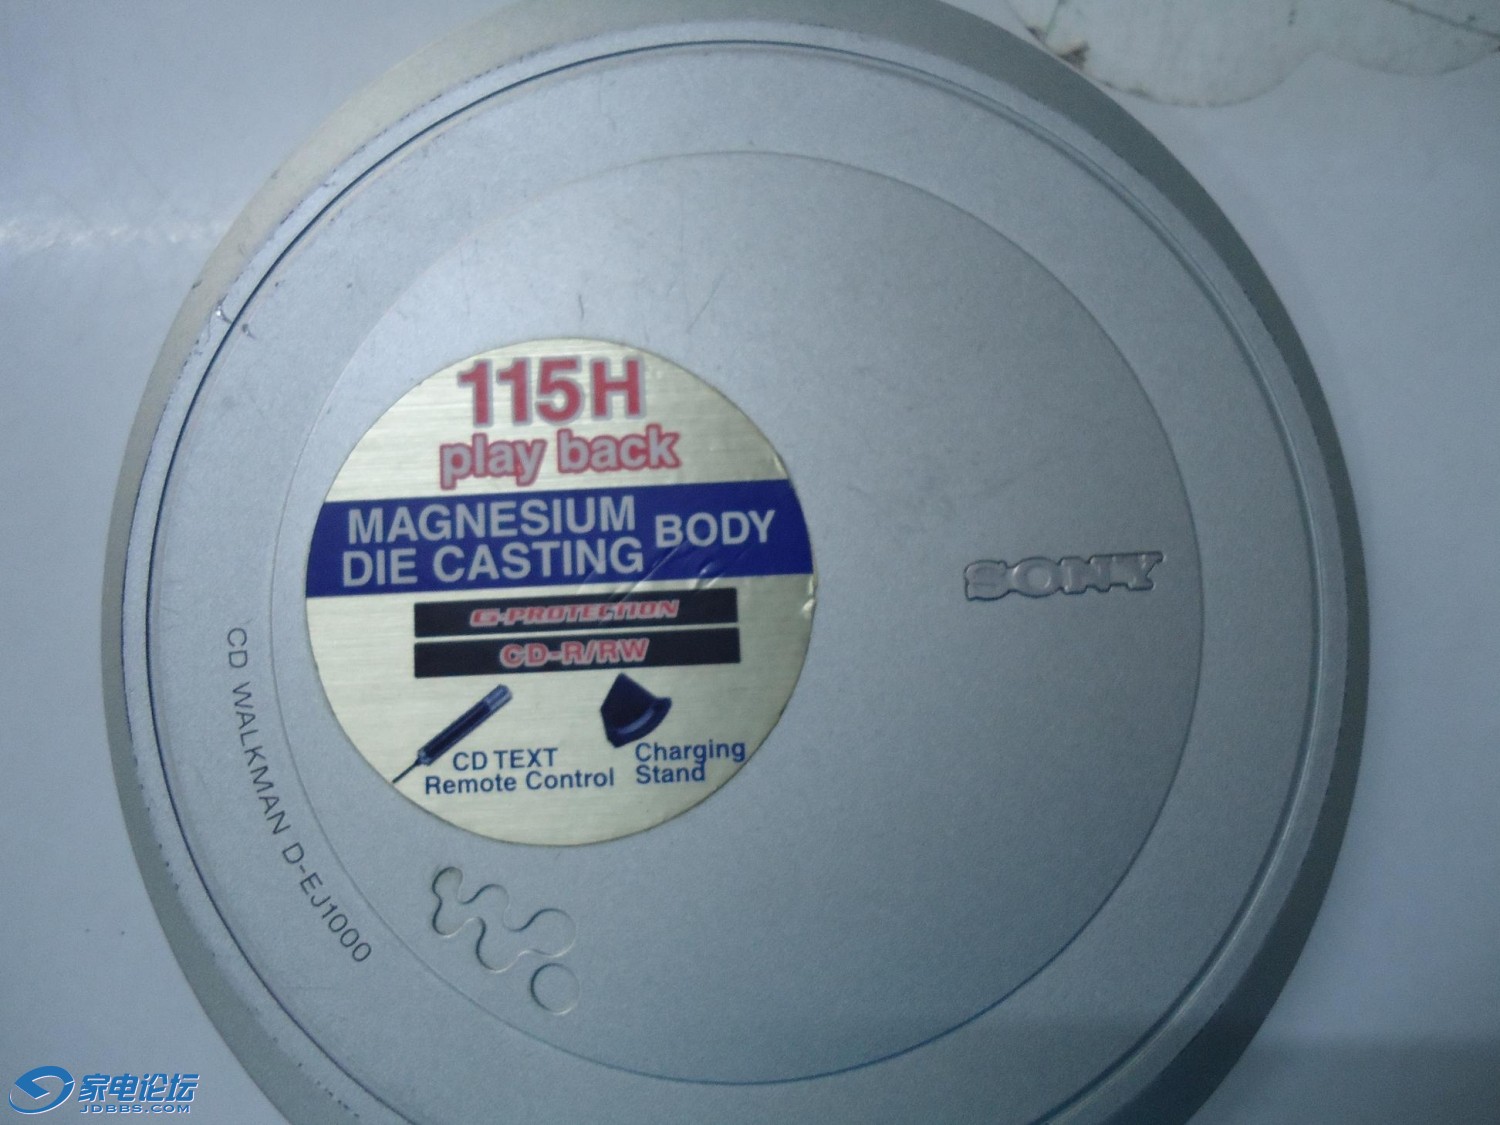 115H
play back
MAGNESIUM
DIE CASTING
BODY
G-PROTECTION
CD-R/RW
CD TEXT
Remote Control
Charging
Stand
SONY
CD WALKMAN D-EJ1000
家电论坛
JDBBS.COM